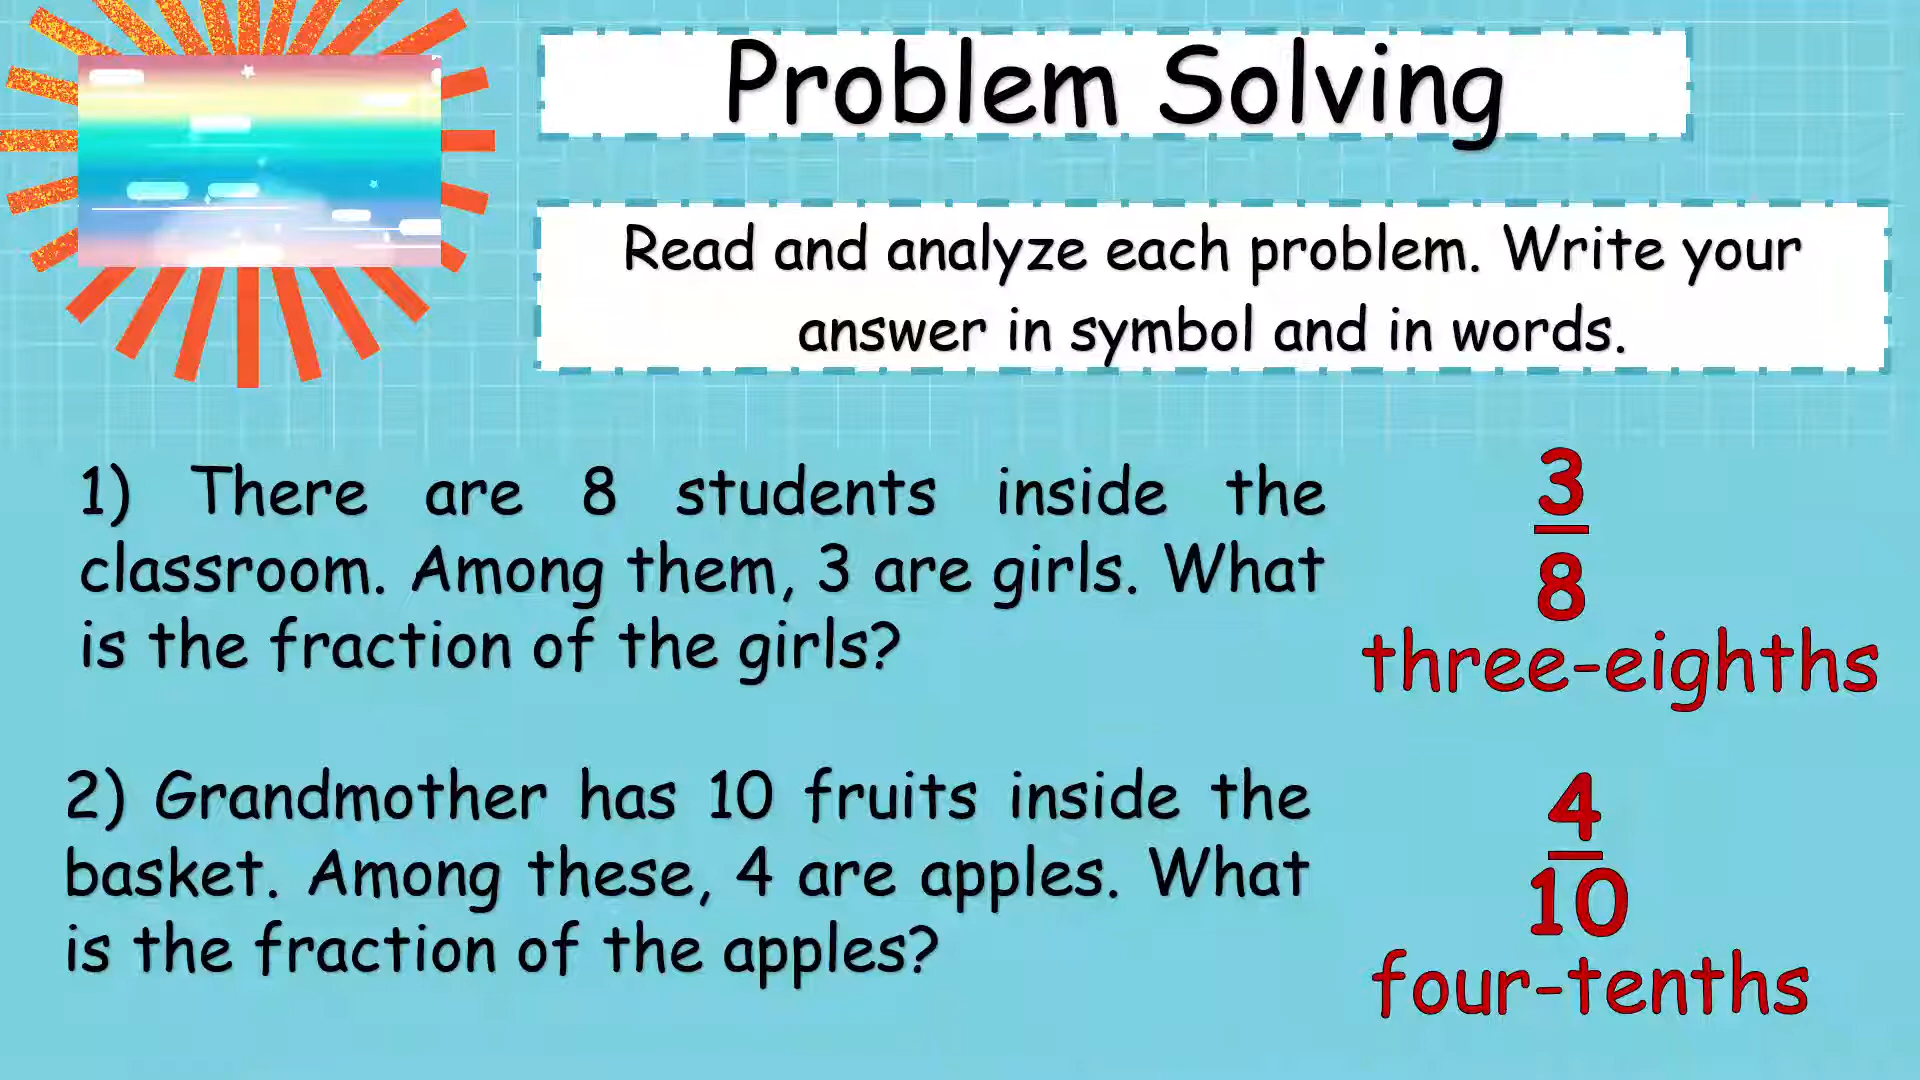 Problem Solving
Read and analyze each problem. Write your
answer in symbol and in words.
1) There are 8 students inside the
classroom. Among them, 3 are girls. What
is the fraction of the girls?
3
8
three-eighths
2) Grandmother has 10 fruits inside the
basket. Among these, 4 are apples. What
is the fraction of the apples?
4
10
four-tenths